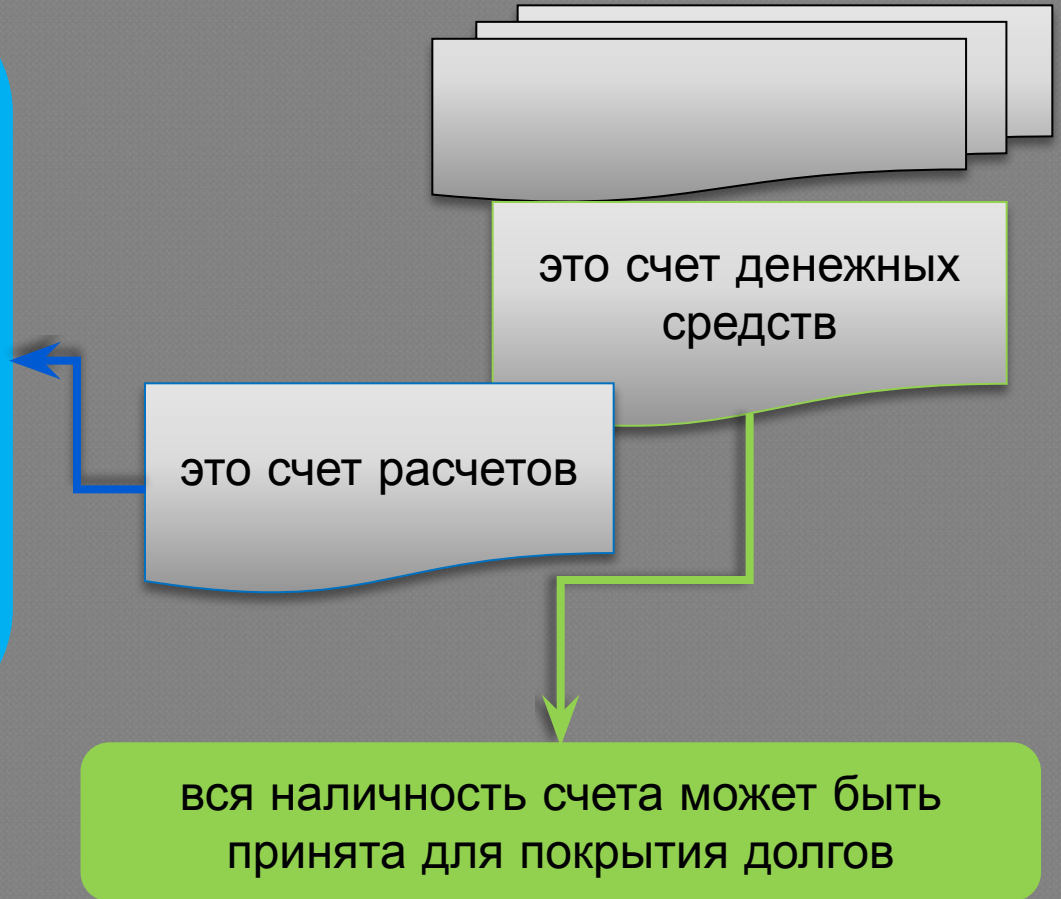 это счет денежных
средств
это счет расчетов
вся наличность счета может быть
принята для покрытия долгов